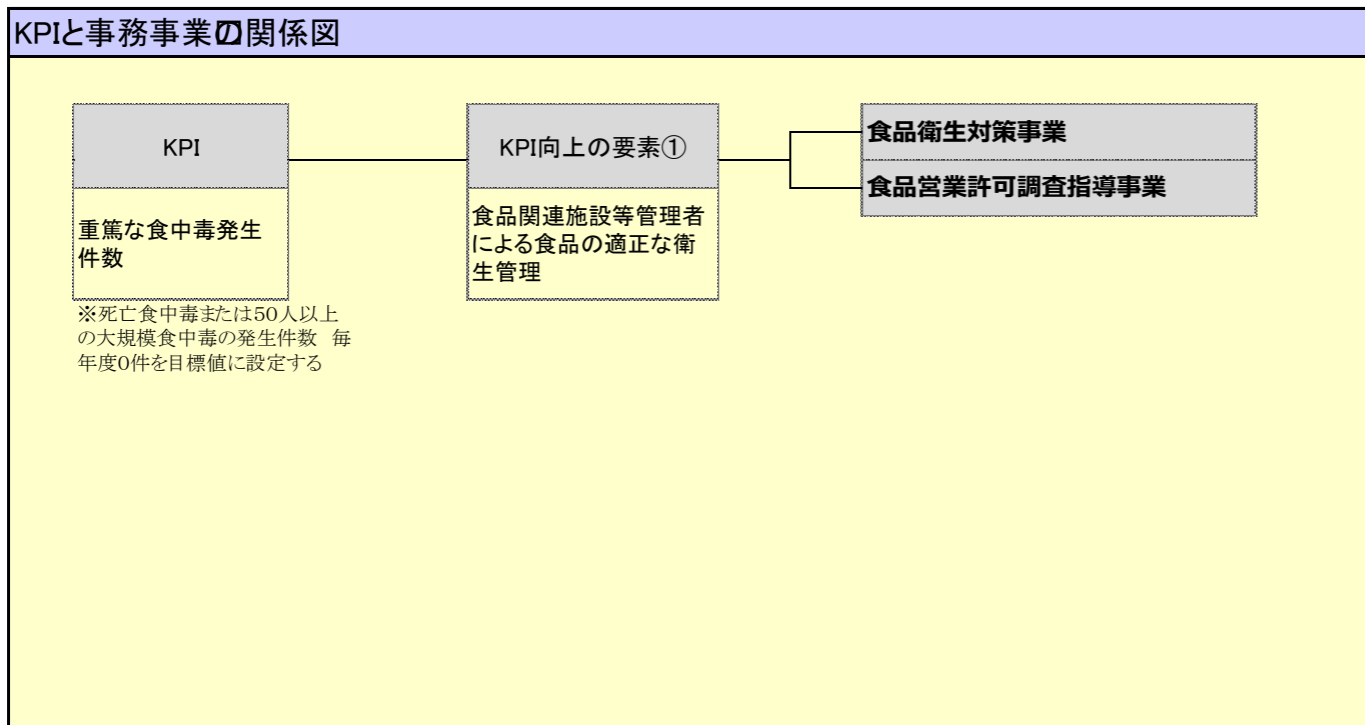 KPIと事務事業の関係図
KPI
重篤な食中毒発生
件数
※死亡食中毒または50人以上
の大規模食中毒の発生件数　毎
年度0件を目標値に設定する
KPI向上の要素①
食品関連施設等管理者
による食品の適正な衛
生管理
食品衛生対策事業
食品営業許可調査指導事業